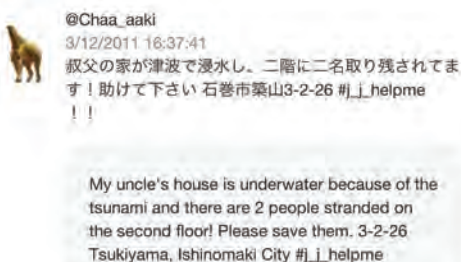 @Chaa_aaki
3/12/2011 16:37:41
叔父の家が津波で浸水し、二階に二名取り残されてま
す！助けて下さい 石巻市築山3-2-26 #j_j_helpme
！！
My uncle's house is underwater because of the
tsunami and there are 2 people stranded on
the second floor! Please save them. 3-2-26
Tsukiyama, Ishinomaki City #j_j_helpme